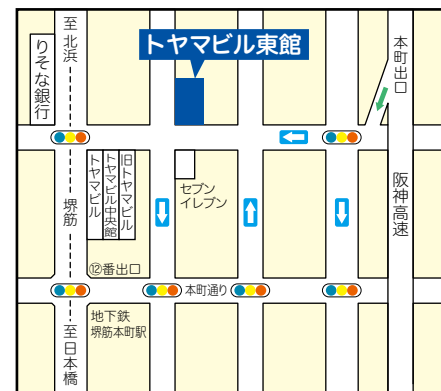 至北浜
りそな銀行
トヤマビル東館
本町出口
堺筋
トヤマビル
トヤマビル中央館
旧トヤマビル
セブン
イレブン
阪神高速
⑫番出口
本町通り
地下鉄
堺筋本町駅
至日本橋